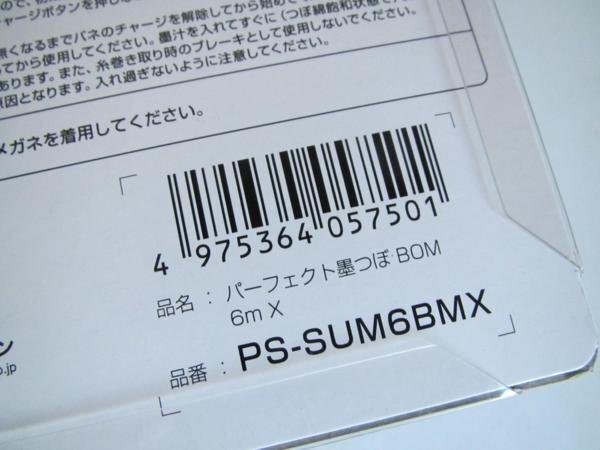 チャージボタンを押しな
無くなるまでバネのチャージを解除してから始めて
ってから使用してください。墨汁を入れてすぐに(つぼ綿飽和状態
あります。また、糸巻き取り時のブレーキとして使用しないでください。
原因となります。入れ過ぎないように注意してください。
メガネを着用してください。
4 975364 057501
品名 : パーフェクト墨つぼ BOM
6m X
品番 : PS-SUM6BMX
ン
o.jp